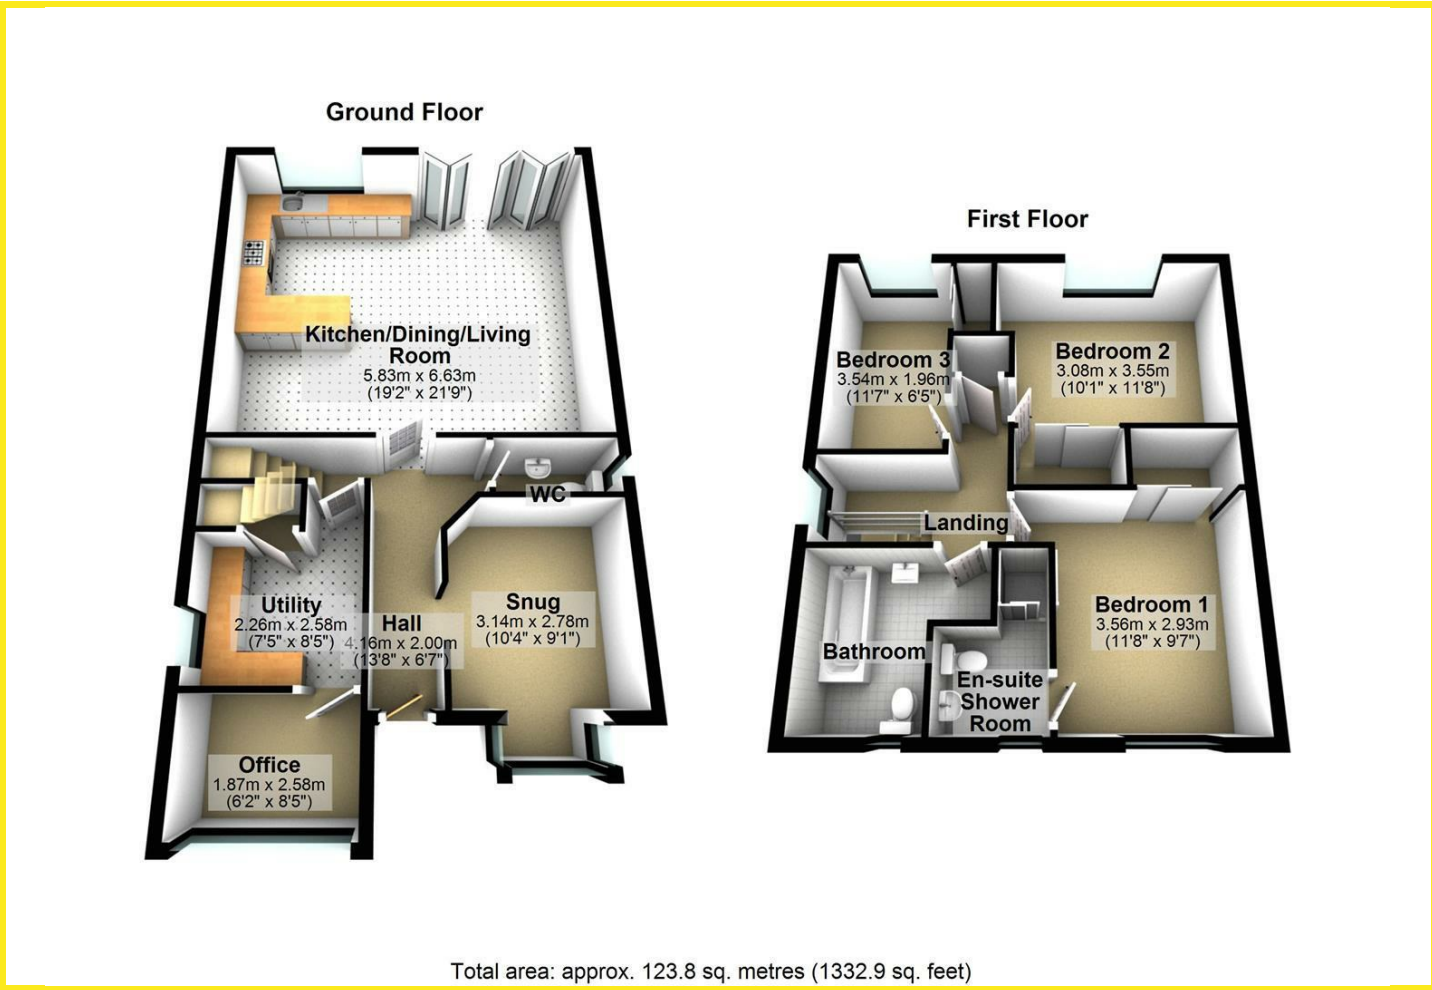 Ground Floor
Kitchen/Dining/Living
Room
5.83m x 6.63m
(19'2" x 21'9")
WC
Utility
2.26m x 2.58m
(7'5" x 8'5")
Hall
4.16m x 2.00m
(13'8" x 6'7")
Snug
3.14m x 2.78m
(10'4" x 9'1")
Office
1.87m x 2.58m
(6'2" x 8'5")
First Floor
Bedroom 3
3.54m x 1.96m
(11'7" x 6'5")
Bedroom 2
3.08m x 3.55m
(10'1" x 11'8")
Landing
Bedroom 1
3.56m x 2.93m
(11'8" x 9'7")
Bathroom
En-suite
Shower
Room
Total area: approx. 123.8 sq. metres (1332.9 sq. feet)